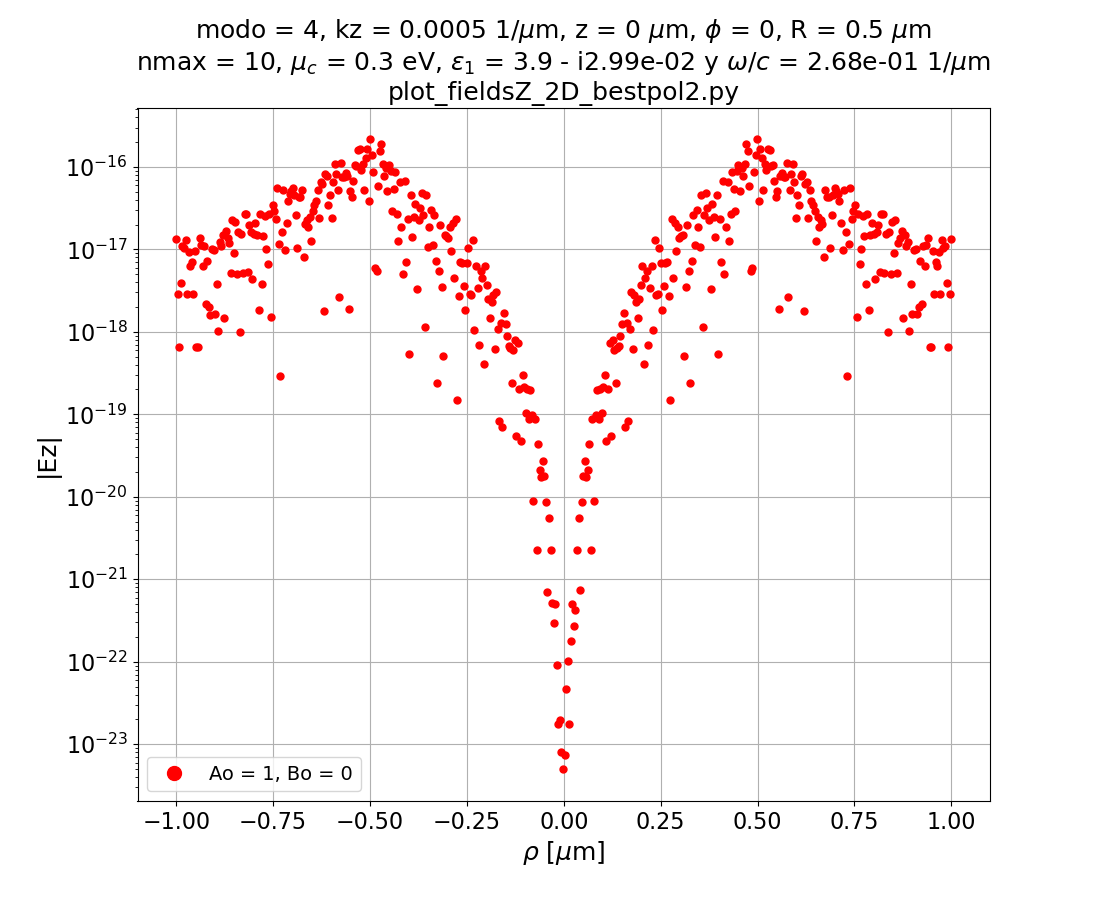 modo = 4, kz = 0.0005 1/μm, z = 0 μm, ϕ = 0, R = 0.5 μm
nmax = 10, μ_c = 0.3 eV, ε_1 = 3.9 - i2.99e-02 y ω/c = 2.68e-01 1/μm
plot_fieldsZ_2D_bestpol2.py
|Ez|
10^−16
10^−17
10^−18
10^−19
10^−20
10^−21
10^−22
10^−23
Ao = 1, Bo = 0
−1.00 −0.75 −0.50 −0.25 0.00 0.25 0.50 0.75 1.00
ρ [μm]